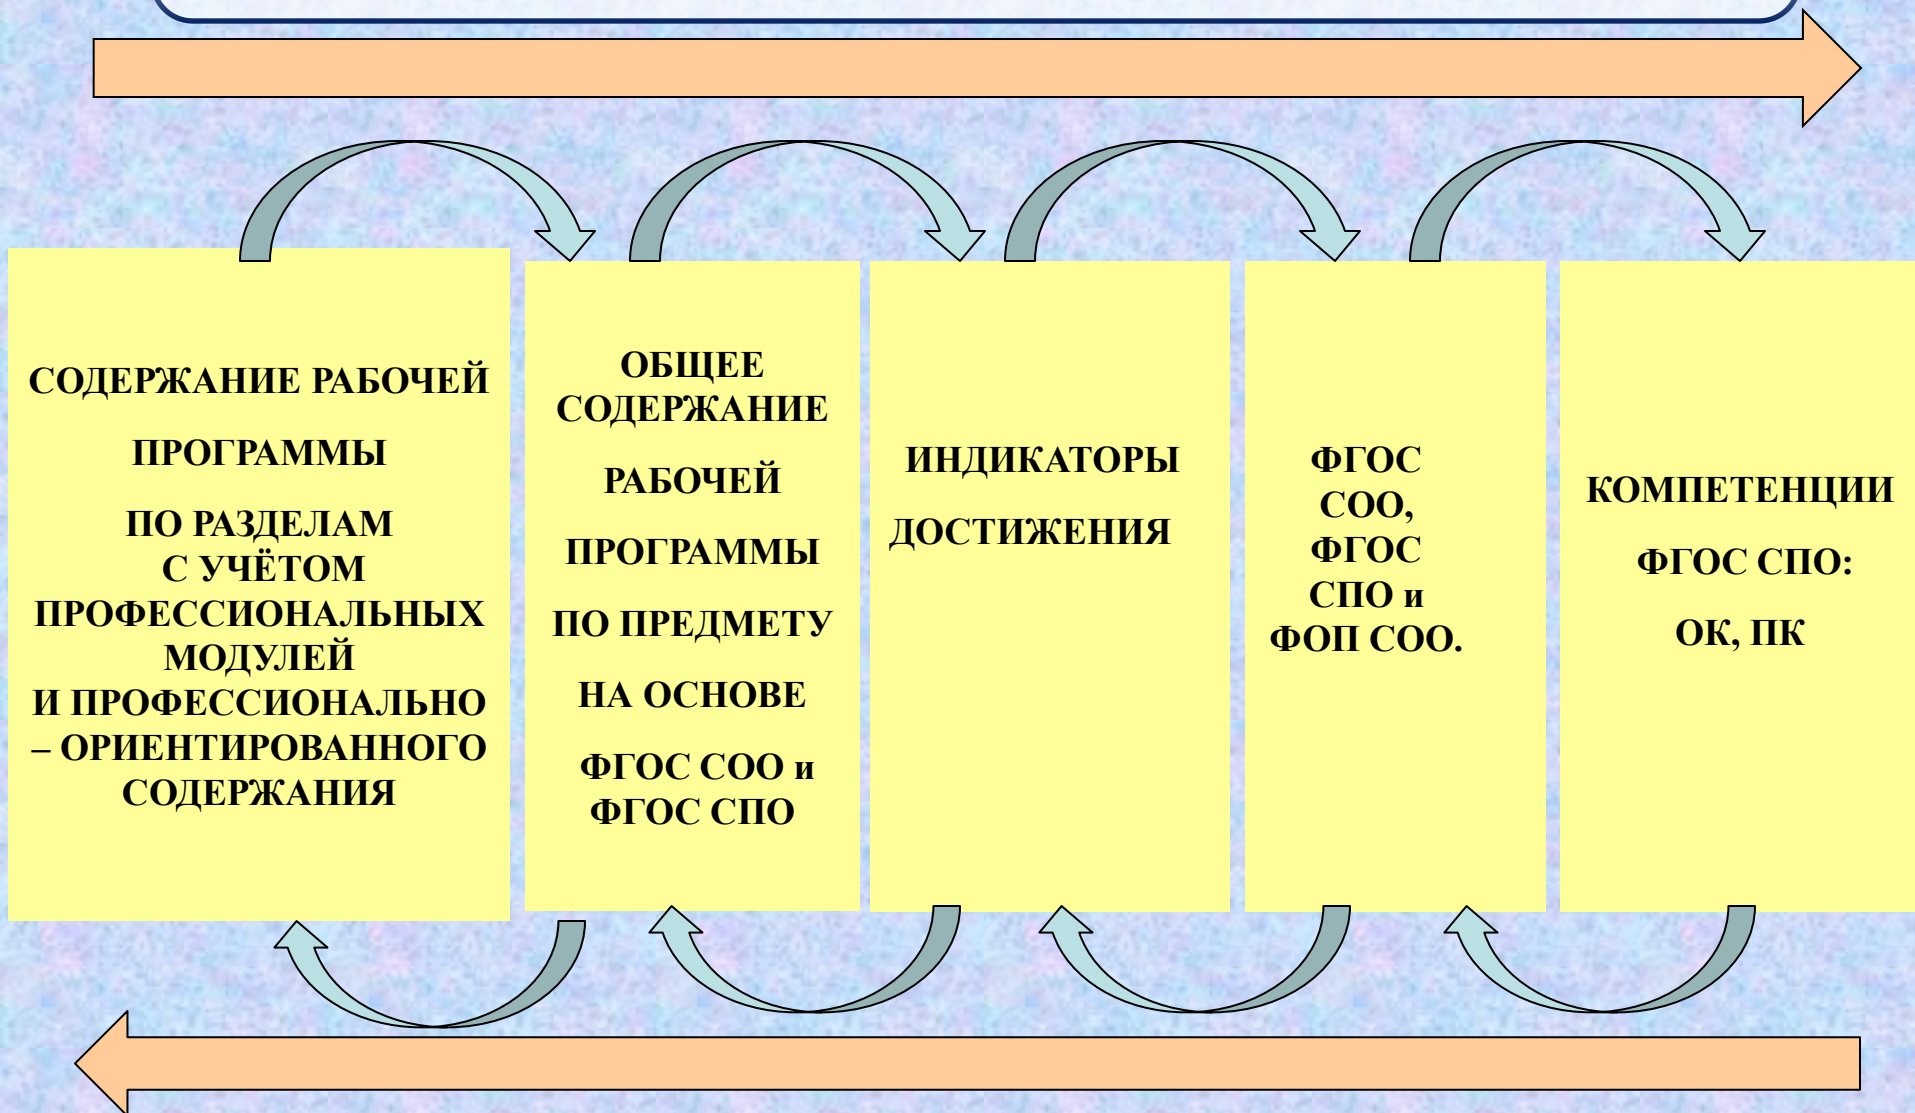 СОДЕРЖАНИЕ РАБОЧЕЙ
ПРОГРАММЫ
ПО РАЗДЕЛАМ
С УЧЁТОМ
ПРОФЕССИОНАЛЬНЫХ
МОДУЛЕЙ
И ПРОФЕССИОНАЛЬНО
– ОРИЕНТИРОВАННОГО
СОДЕРЖАНИЯ
ОБЩЕЕ
СОДЕРЖАНИЕ
РАБОЧЕЙ
ПРОГРАММЫ
ПО ПРЕДМЕТУ
НА ОСНОВЕ
ФГОС СОО и
ФГОС СПО
ИНДИКАТОРЫ
ДОСТИЖЕНИЯ
ФГОС
СОО,
ФГОС
СПО и
ФОП СОО.
КОМПЕТЕНЦИИ
ФГОС СПО:
ОК, ПК